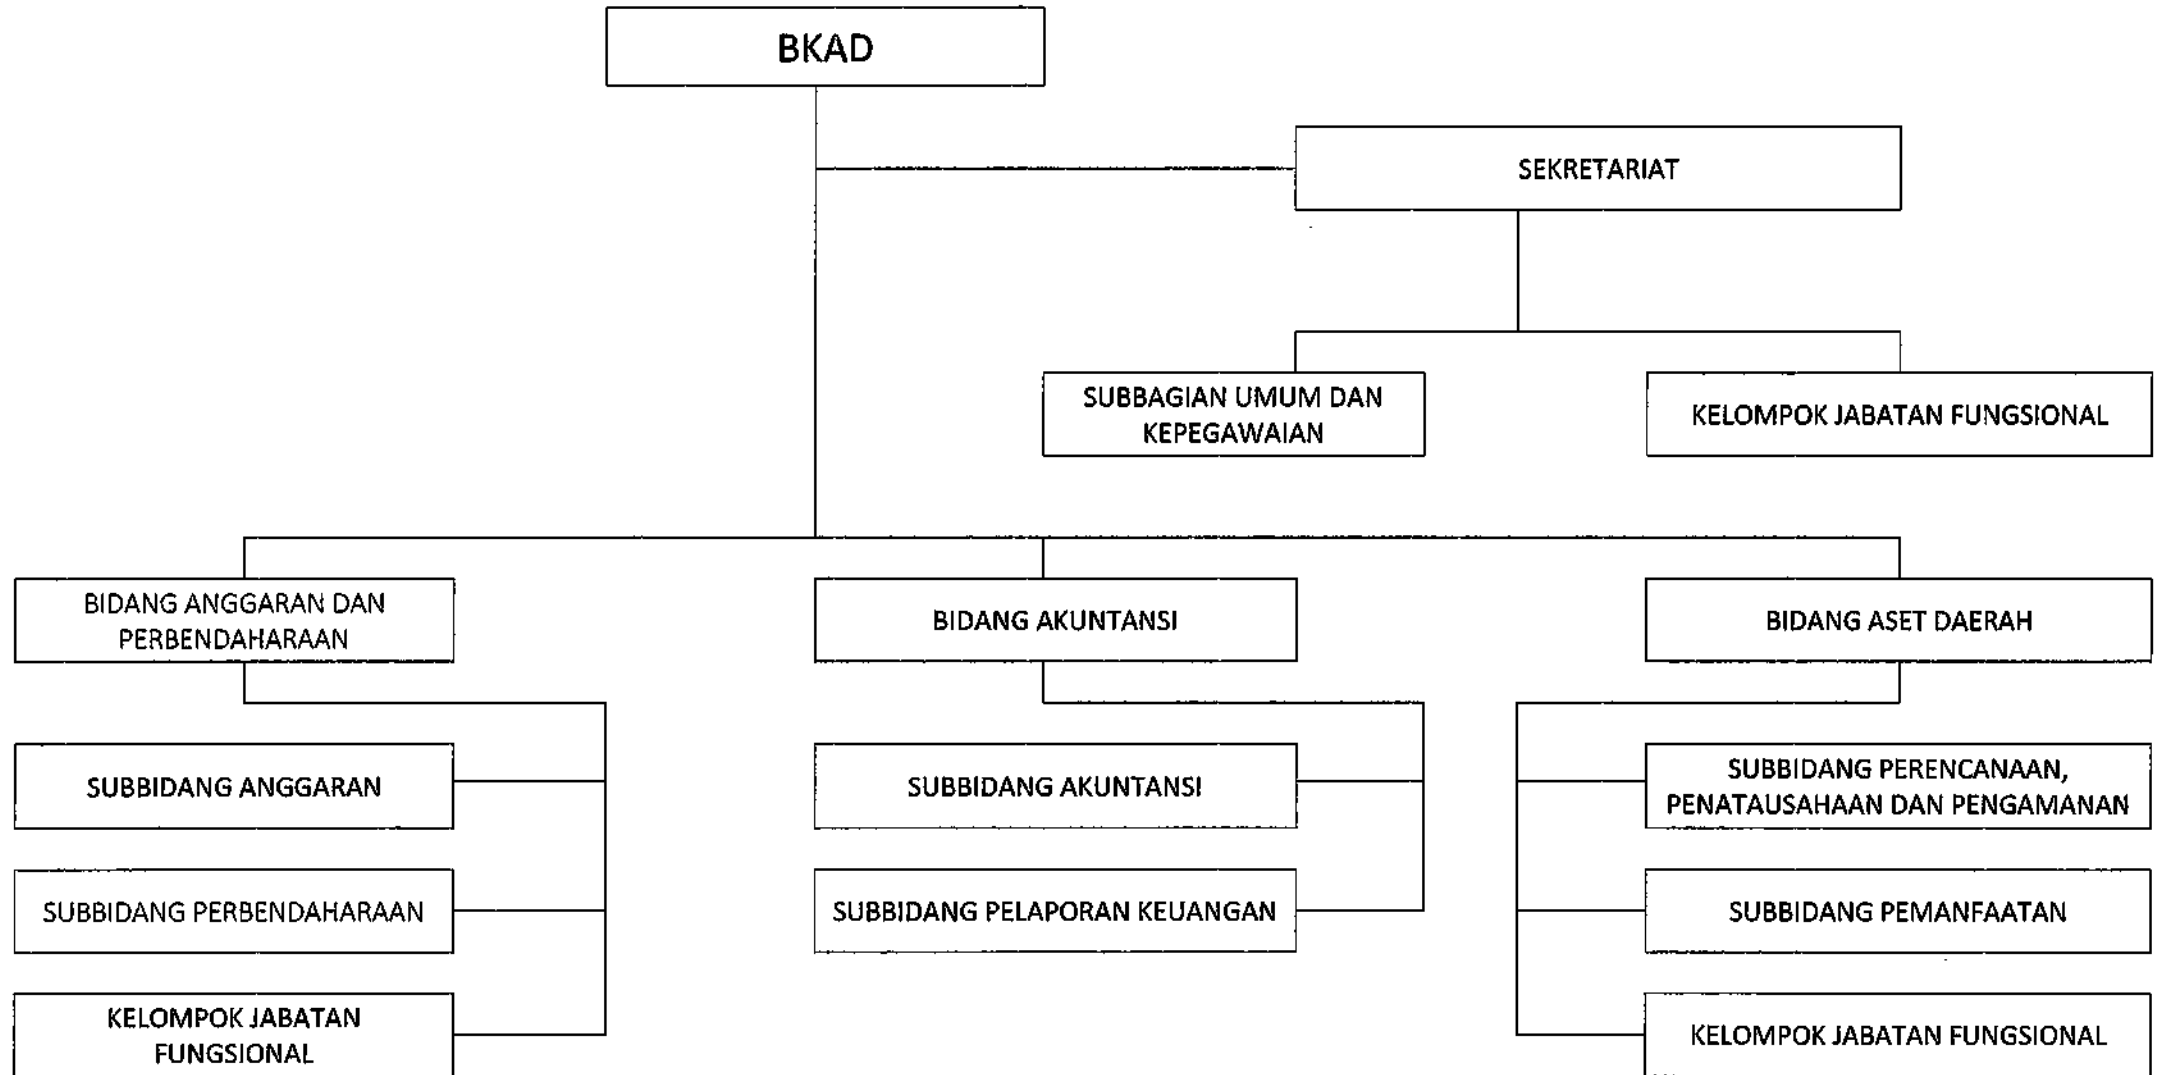 BKAD
SEKRETARIAT
SUBBAGIAN UMUM DAN
KEPEGAWAIAN
KELOMPOK JABATAN FUNGSIONAL
BIDANG ANGGARAN DAN
PERBENDAHARAAN
BIDANG AKUNTANSI
BIDANG ASET DAERAH
SUBBIDANG ANGGARAN
SUBBIDANG AKUNTANSI
SUBBIDANG PERENCANAAN,
PENATAUSAHAAN DAN PENGAMANAN
SUBBIDANG PERBENDAHARAAN
SUBBIDANG PELAPORAN KEUANGAN
SUBBIDANG PEMANFAATAN
KELOMPOK JABATAN
FUNGSIONAL
KELOMPOK JABATAN FUNGSIONAL